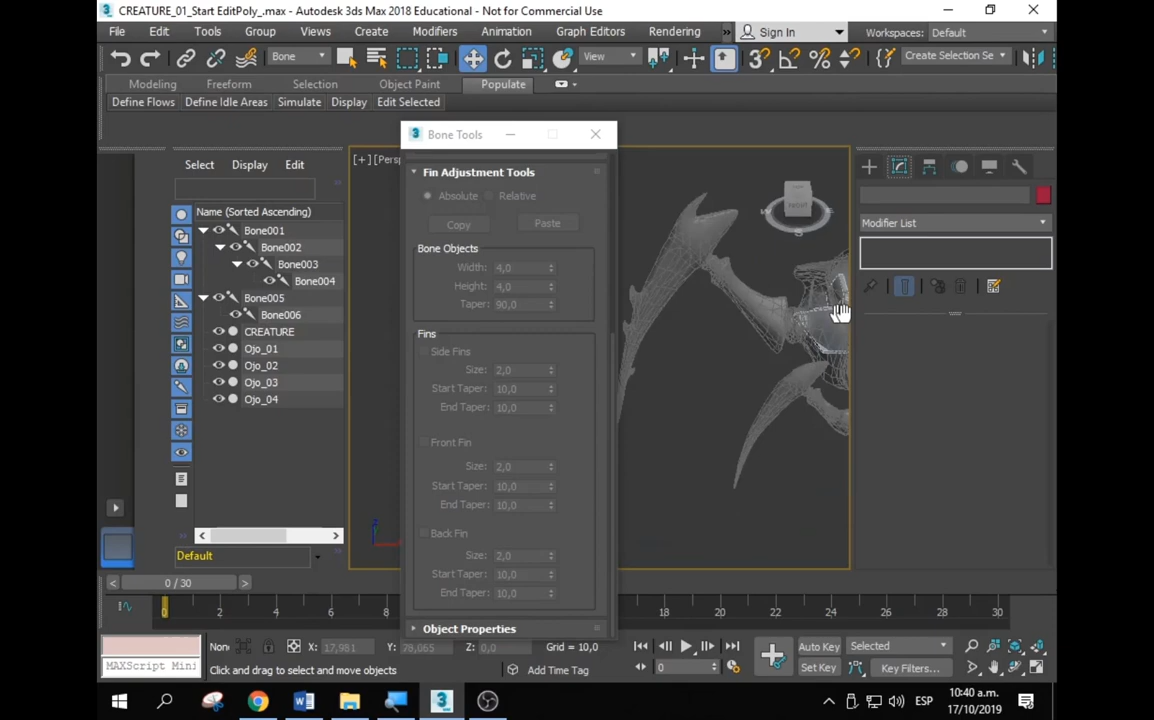 CREATURE_01_Start EditPoly_.max - Autodesk 3ds Max 2018 Educational - Not for Commercial Use
File Edit Tools Group Views Create Modifiers Animation Graph Editors Rendering Sign In Workspaces: Default
Bone View Create Selection Se
Modeling Freeform Selection Object Paint Populate
Define Flows Define Idle Areas Simulate Display Edit Selected
Bone Tools
Select Display Edit
[+] [Persp
Fin Adjustment Tools
Absolute Relative
Copy Paste
Bone Objects
Width: 4,0
Height: 4,0
Taper: 90,0
Fins
Side Fins
Size: 2,0
Start Taper: 10,0
End Taper: 10,0
Front Fin
Size: 2,0
Start Taper: 10,0
End Taper: 10,0
Back Fin
Size: 2,0
Start Taper: 10,0
End Taper: 10,0
Object Properties
Name (Sorted Ascending)
Bone001
Bone002
Bone003
Bone004
Bone005
Bone006
CREATURE
Ojo_01
Ojo_02
Ojo_03
Ojo_04
Default
Modifier List
0 / 30
0 2 4 6 8 18 20 22 24 26 28 30
Non X: 17,981 Y: 78,065 Z: 0,0 Grid = 10,0 Auto Key Selected
MAXScript Mini Click and drag to select and move objects Add Time Tag 0 Set Key Key Filters...
ESP
10:40 a.m.
17/10/2019